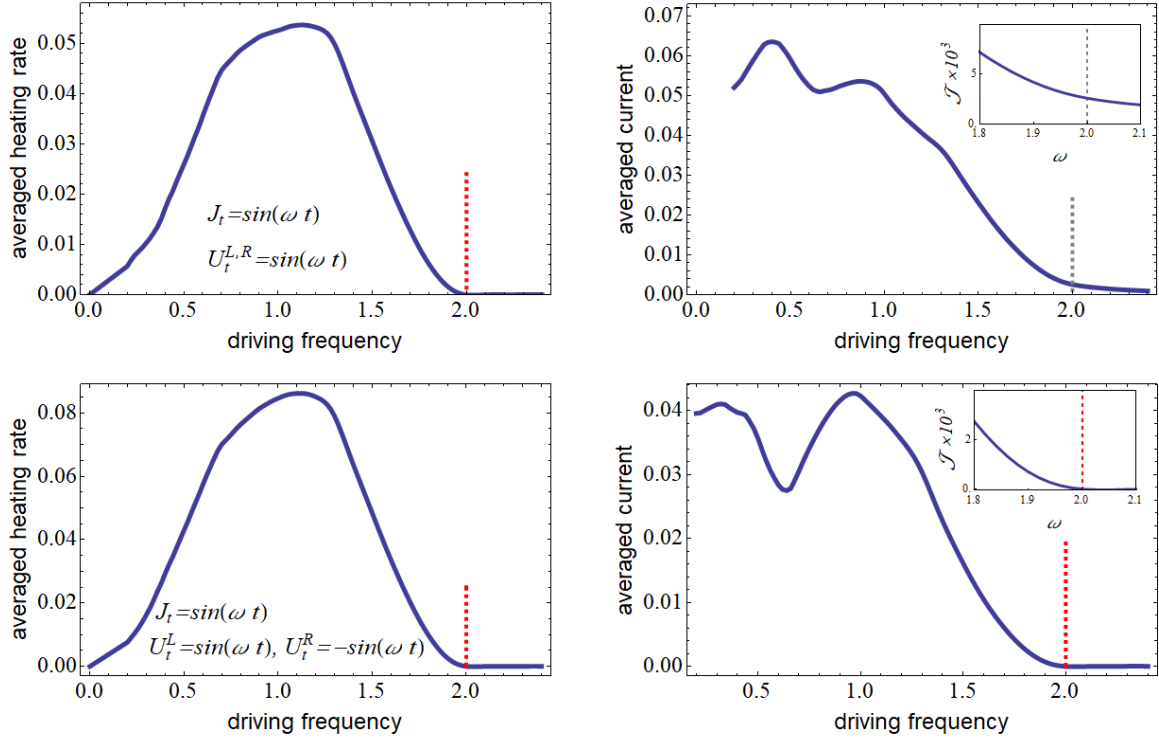 averaged heating rate
0.05
0.04
0.03
0.02
0.01
0.00
J_t=sin(ω t)
U_t^{L,R}=sin(ω t)
0.0 0.5 1.0 1.5 2.0
driving frequency
averaged current
0.07
0.06
0.05
0.04
0.03
0.02
0.01
0.00
𝒥 ×10³
5
0
1.8 1.9 2.0 2.1
ω
0.0 0.5 1.0 1.5 2.0
driving frequency
averaged heating rate
0.08
0.06
0.04
0.02
0.00
J_t=sin(ω t)
U_t^L=sin(ω t), U_t^R=-sin(ω t)
0.0 0.5 1.0 1.5 2.0
driving frequency
averaged current
0.04
0.03
0.02
0.01
0.00
𝒥 ×10³
2
0.
1.8 1.9 2.0 2.1
ω
0.5 1.0 1.5 2.0
driving frequency